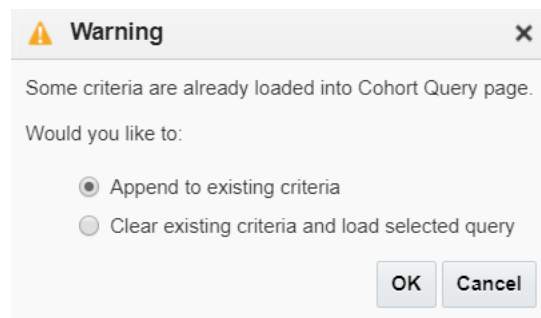 Warning
Some criteria are already loaded into Cohort Query page.
Would you like to:
Append to existing criteria
Clear existing criteria and load selected query
OK Cancel